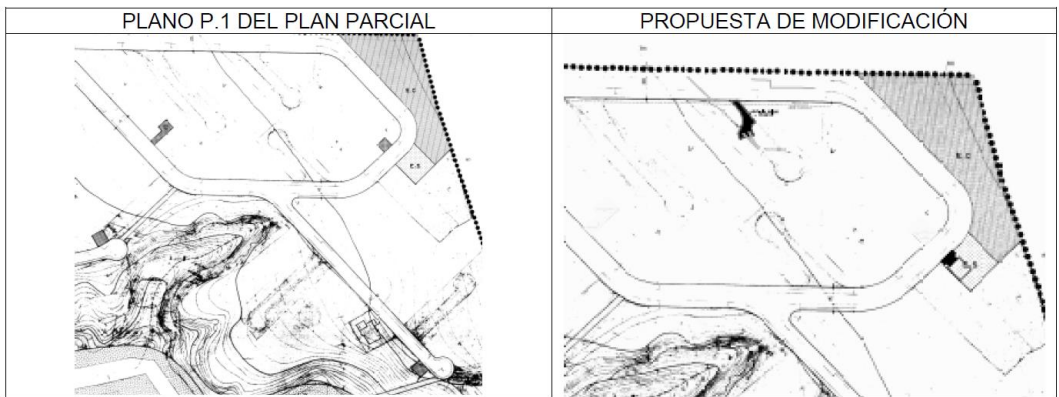 PLANO P.1 DEL PLAN PARCIAL
PROPUESTA DE MODIFICACIÓN
E.C
E.S
E.C
E.S